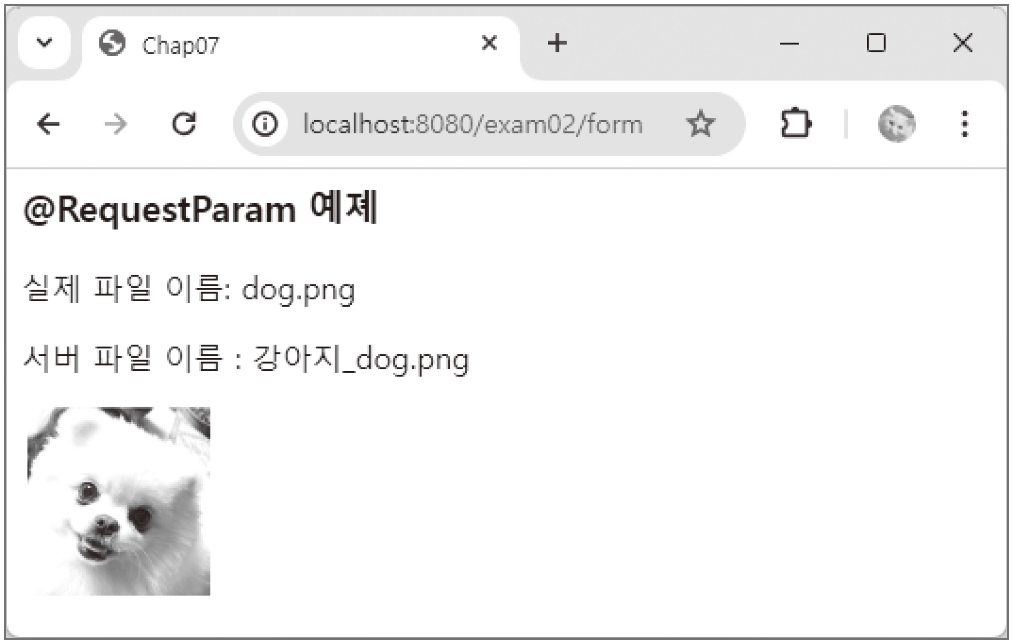 Chap07
localhost:8080/exam02/form
@RequestParam 예제
실제 파일 이름: dog.png
서버 파일 이름 : 강아지_dog.png